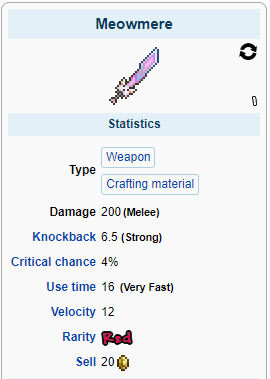 Meowmere
Statistics
Type Weapon
Crafting material
Damage 200 (Melee)
Knockback 6.5 (Strong)
Critical chance 4%
Use time 16 (Very Fast)
Velocity 12
Rarity Red
Sell 20